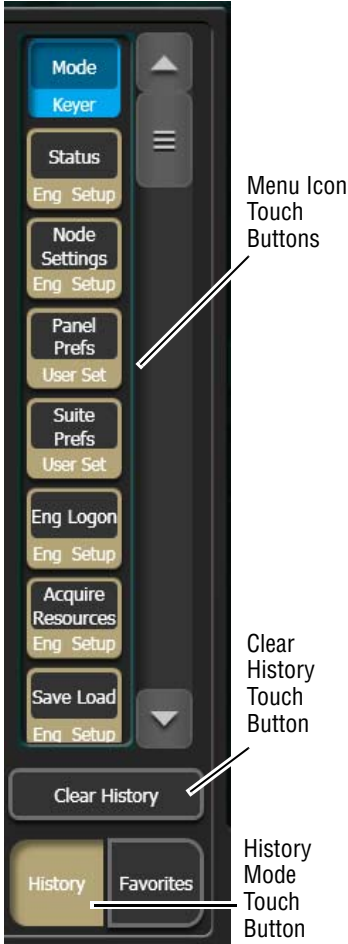 Mode
Keyer
Status
Eng Setup
Node
Settings
Eng Setup
Panel
Prefs
User Set
Suite
Prefs
User Set
Eng Logon
Eng Setup
Acquire
Resources
Eng Setup
Save Load
Eng Setup
Clear History
History
Favorites
Menu Icon
Touch
Buttons
Clear
History
Touch
Button
History
Mode
Touch
Button